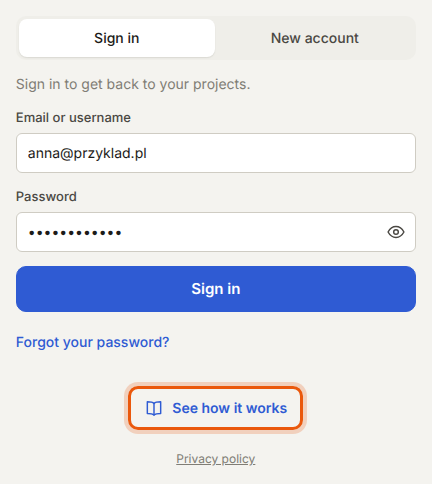 Sign in
New account
Sign in to get back to your projects.
Email or username
anna@przyklad.pl
Password
••••••••••••
Sign in
Forgot your password?
See how it works
Privacy policy